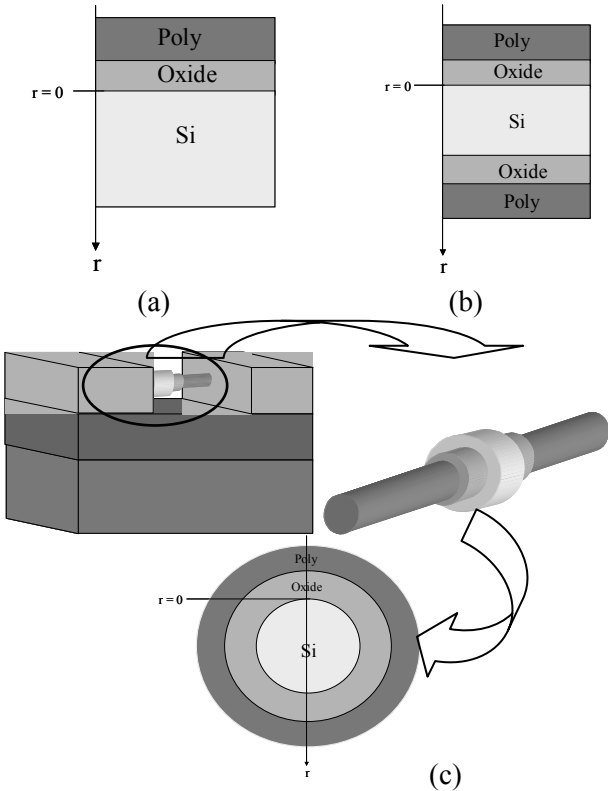 Poly
Oxide
r = 0
Si
r
(a)
Poly
Oxide
r = 0
Si
Oxide
Poly
r
(b)
Poly
Oxide
r = 0
Si
r
(c)